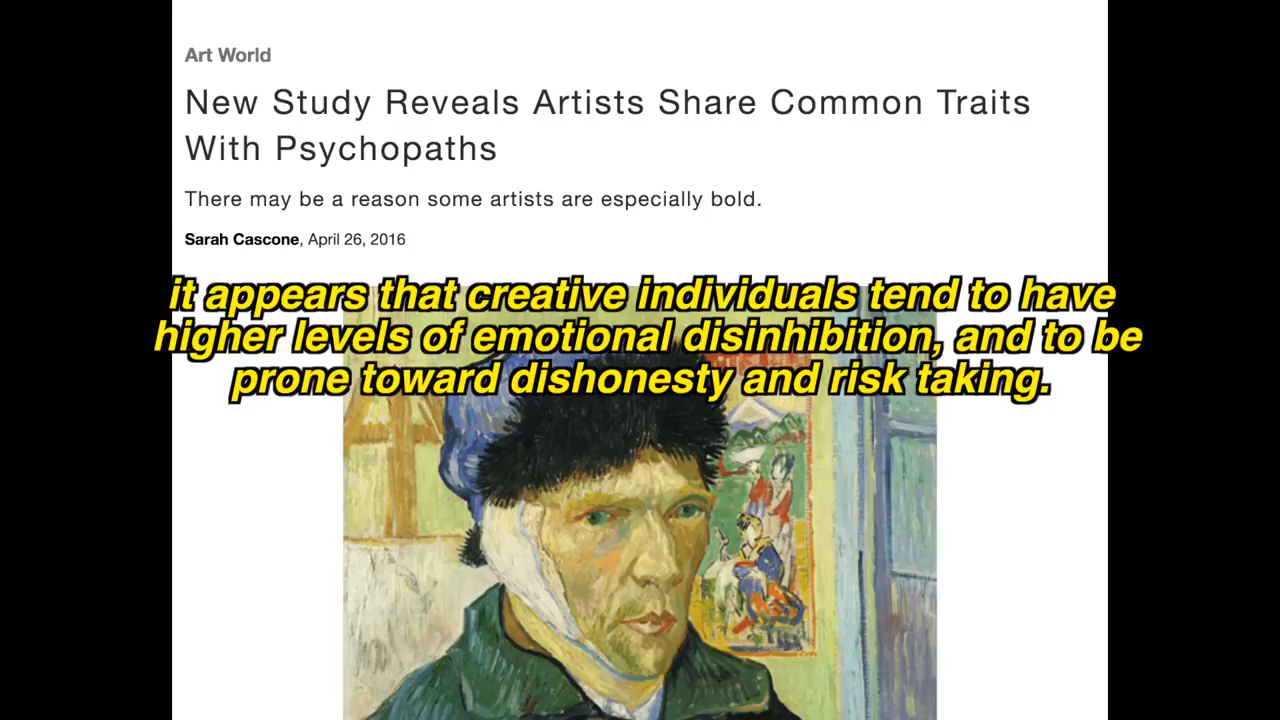 Art World
New Study Reveals Artists Share Common Traits
With Psychopaths
There may be a reason some artists are especially bold.
Sarah Cascone, April 26, 2016
it appears that creative individuals tend to have
higher levels of emotional disinhibition, and to be
prone toward dishonesty and risk taking.